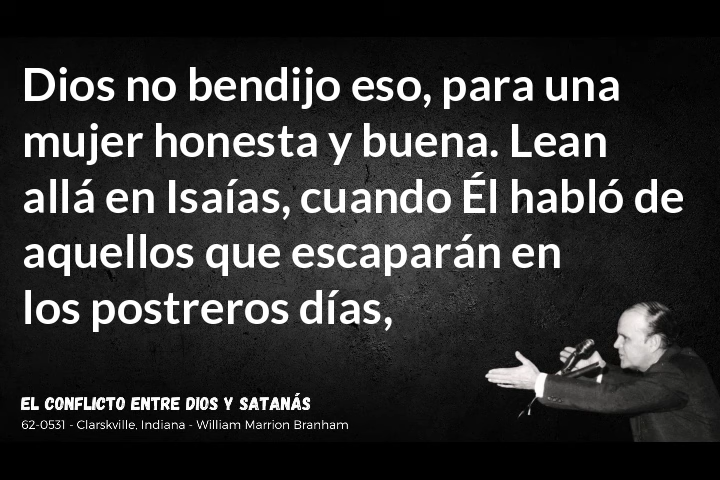 Dios no bendijo eso, para una
mujer honesta y buena. Lean
allá en Isaías, cuando Él habló de
aquellos que escaparán en
los postreros días,
EL CONFLICTO ENTRE DIOS Y SATANÁS
62-0531 - Clarskville, Indiana - William Marrion Branham